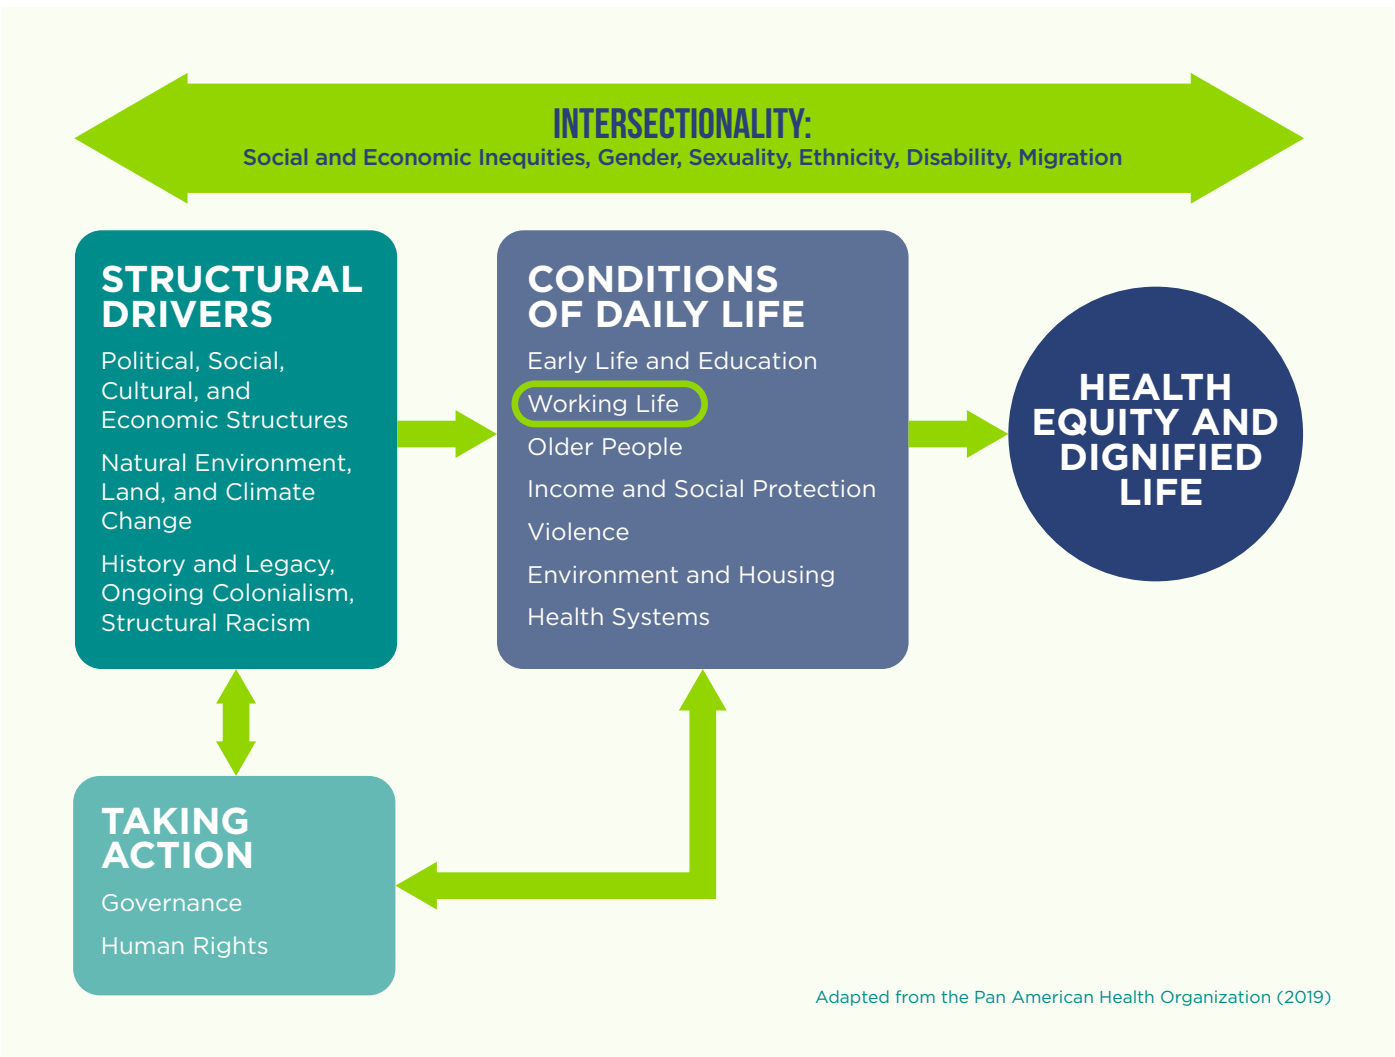 INTERSECTIONALITY:
Social and Economic Inequities, Gender, Sexuality, Ethnicity, Disability, Migration
STRUCTURAL
DRIVERS
Political, Social,
Cultural, and
Economic Structures
Natural Environment,
Land, and Climate
Change
History and Legacy,
Ongoing Colonialism,
Structural Racism
CONDITIONS
OF DAILY LIFE
Early Life and Education
Working Life
Older People
Income and Social Protection
Violence
Environment and Housing
Health Systems
HEALTH
EQUITY AND
DIGNIFIED
LIFE
TAKING
ACTION
Governance
Human Rights
Adapted from the Pan American Health Organization (2019)